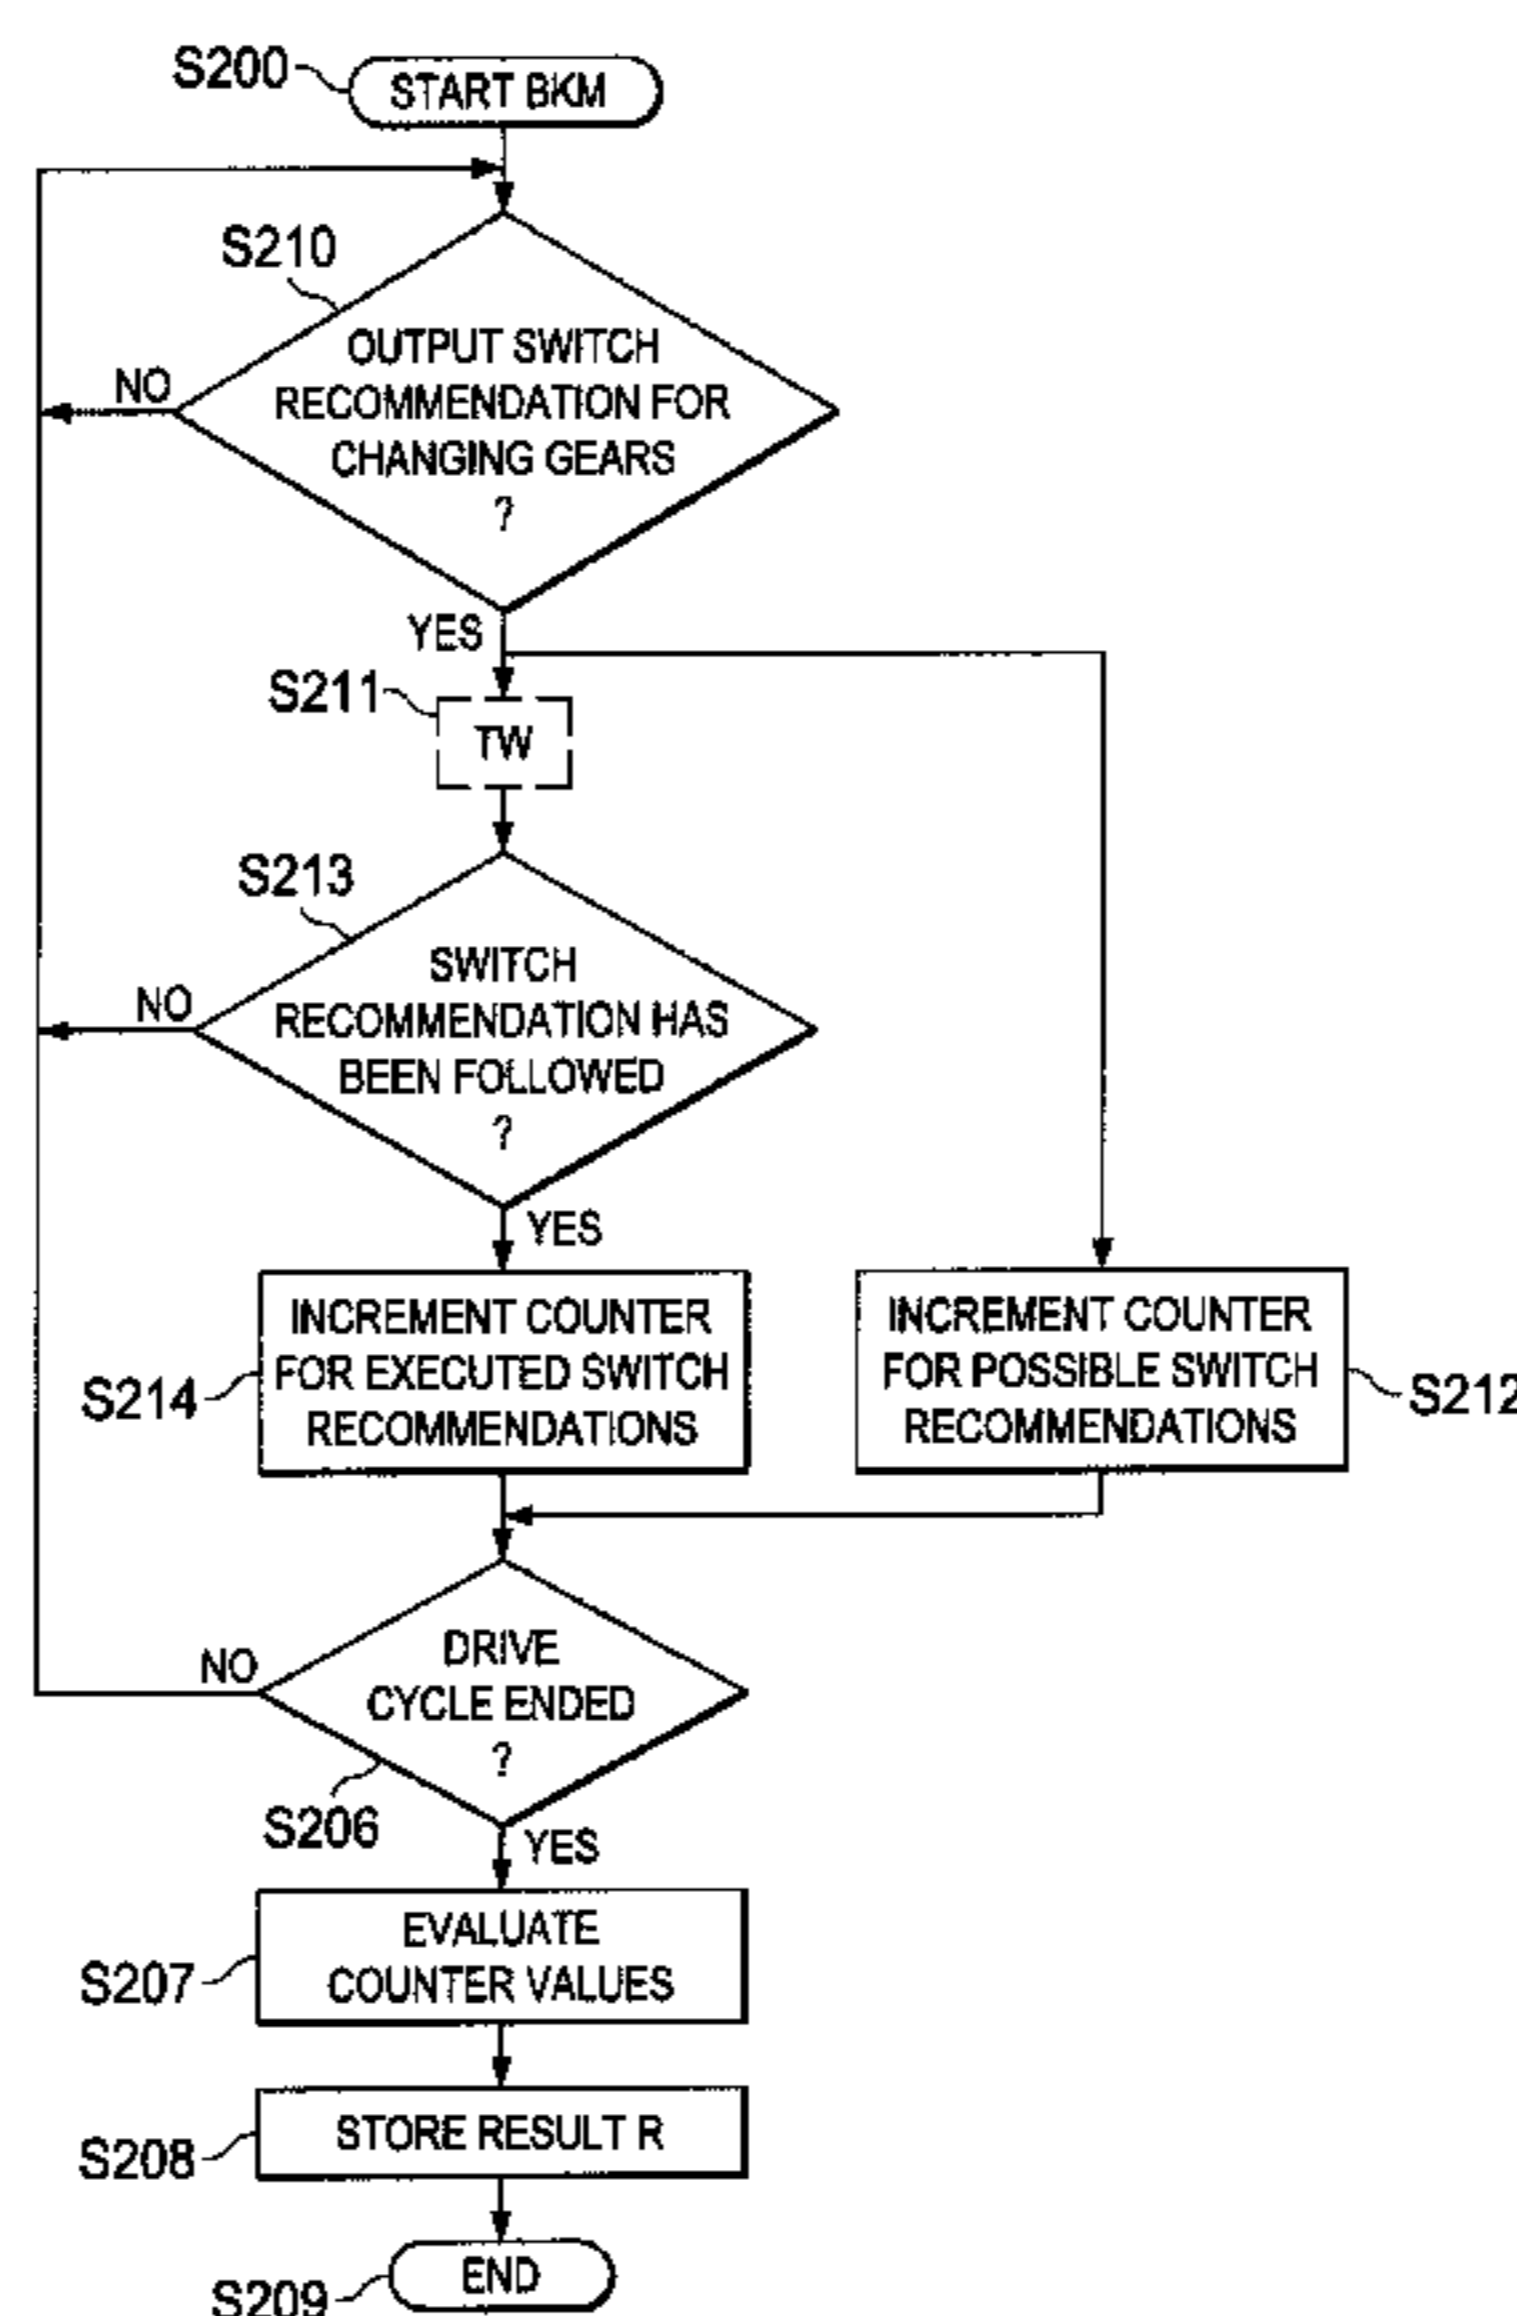 S200
START BKM
S210
OUTPUT SWITCH
RECOMMENDATION FOR
CHANGING GEARS
?
NO
YES
S211
TW
S213
SWITCH
RECOMMENDATION HAS
BEEN FOLLOWED
?
NO
YES
INCREMENT COUNTER
FOR EXECUTED SWITCH
RECOMMENDATIONS
S214
INCREMENT COUNTER
FOR POSSIBLE SWITCH
RECOMMENDATIONS
S212
DRIVE
CYCLE ENDED
?
NO
S206
YES
EVALUATE
COUNTER VALUES
S207
STORE RESULT R
S208
END
S209